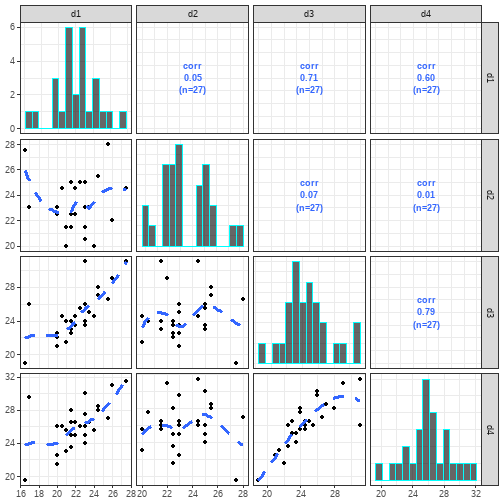 d1 d2 d3 d4
6
4
2
0
corr
0.05
(n=27)
corr
0.71
(n=27)
corr
0.60
(n=27)
d1
28
26
24
22
20
corr
0.07
(n=27)
corr
0.01
(n=27)
d2
28
24
20
corr
0.79
(n=27)
d3
32
28
24
20
d4
16 18 20 22 24 26 28
20 22 24 26 28
20 24 28
20 24 28 32